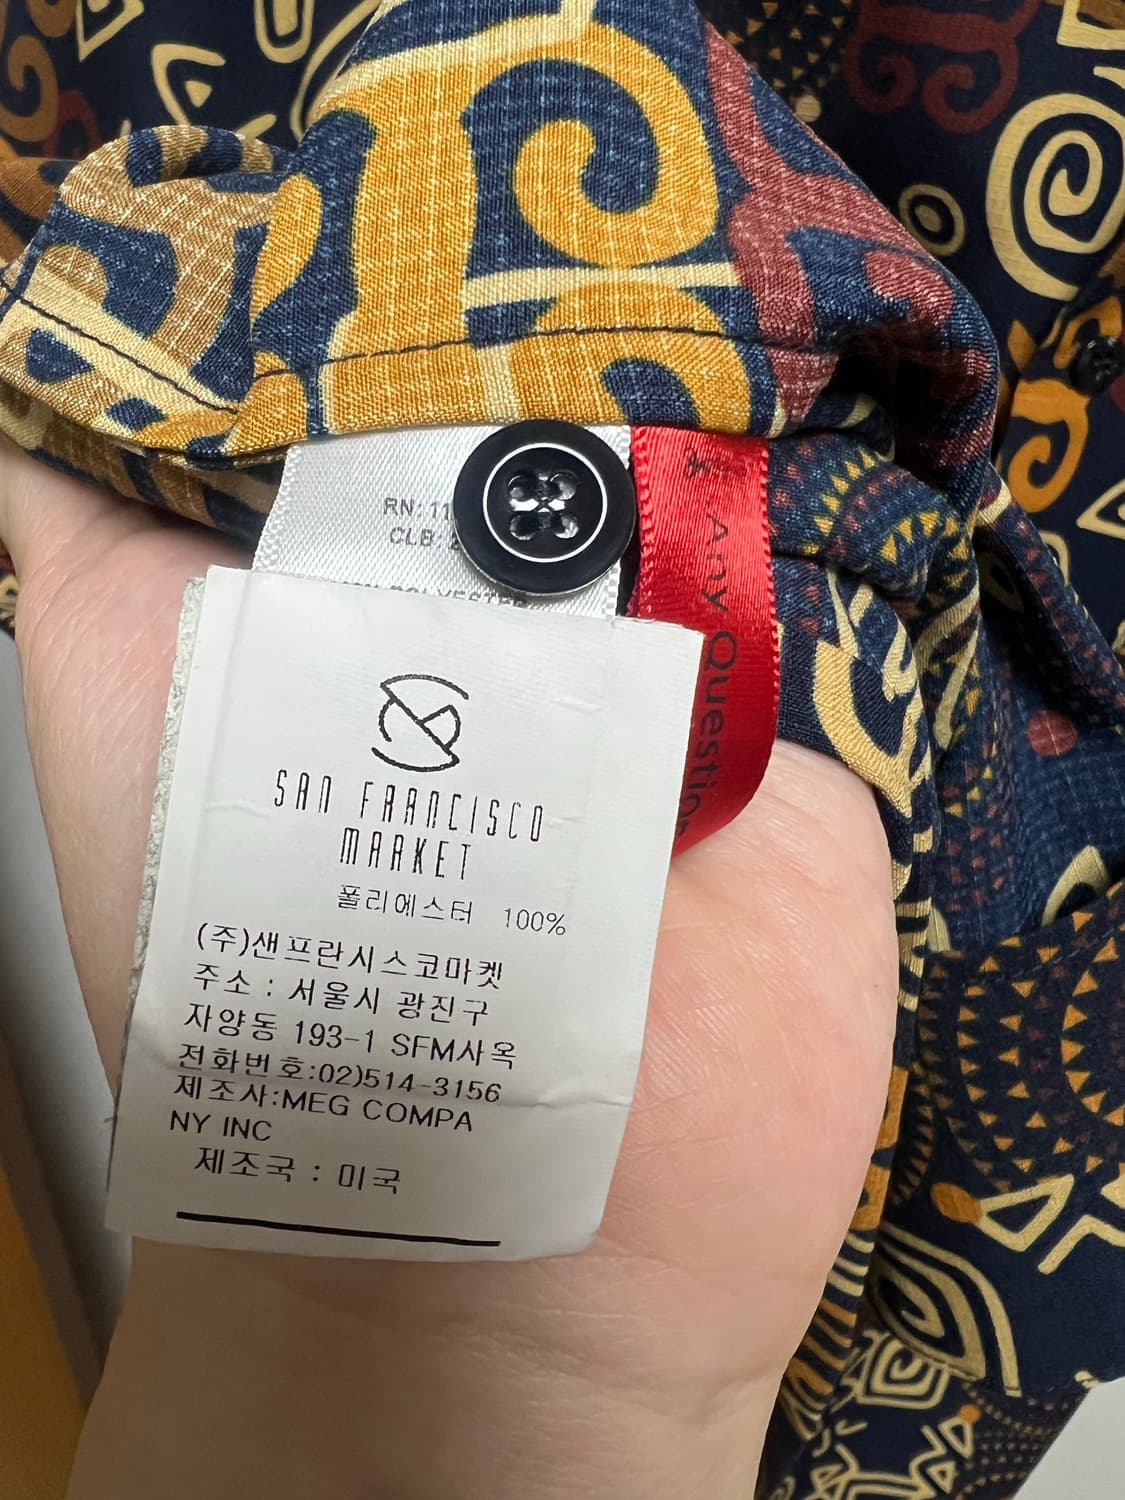 RN:11
CLB:
POLYESTER
Any Question
SAN FRANCISCO
MARKET
폴리에스터 100%
(주)샌프란시스코마켓
주소 : 서울시 광진구
자양동 193-1 SFM사옥
전화번호:02)514-3156
제조사:MEG COMPA
NY INC
제조국 : 미국